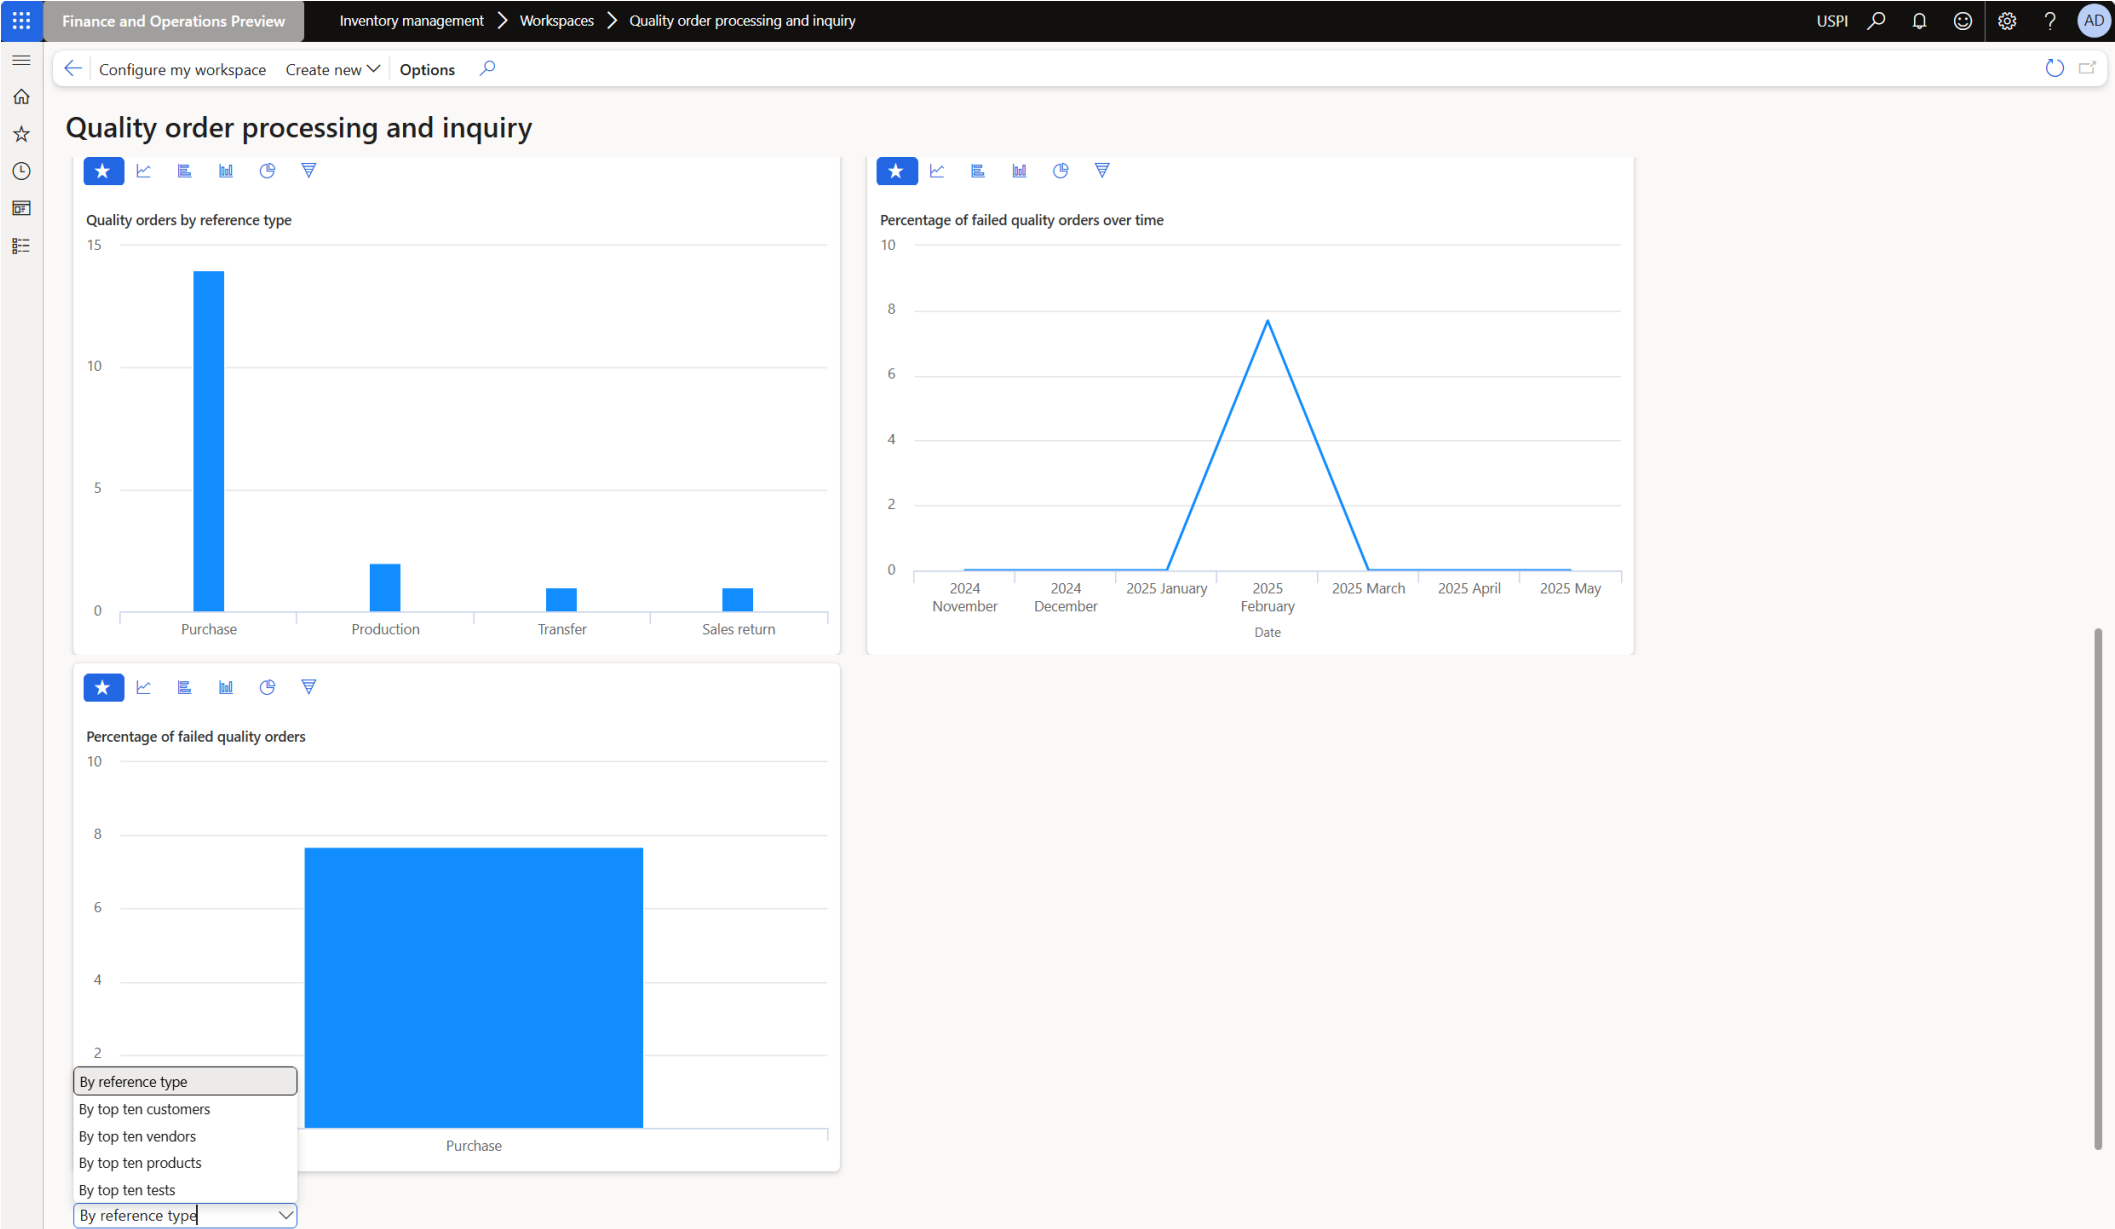 Finance and Operations Preview
Inventory management
Workspaces
Quality order processing and inquiry
USPI
?
AD
Configure my workspace
Create new
Options
Quality order processing and inquiry
Quality orders by reference type
15
10
5
0
Purchase
Production
Transfer
Sales return
Percentage of failed quality orders over time
10
8
6
4
2
0
2024 November
2024 December
2025 January
2025 February
2025 March
2025 April
2025 May
Date
Percentage of failed quality orders
10
8
6
4
2
Purchase
By reference type
By top ten customers
By top ten vendors
By top ten products
By top ten tests
By reference type